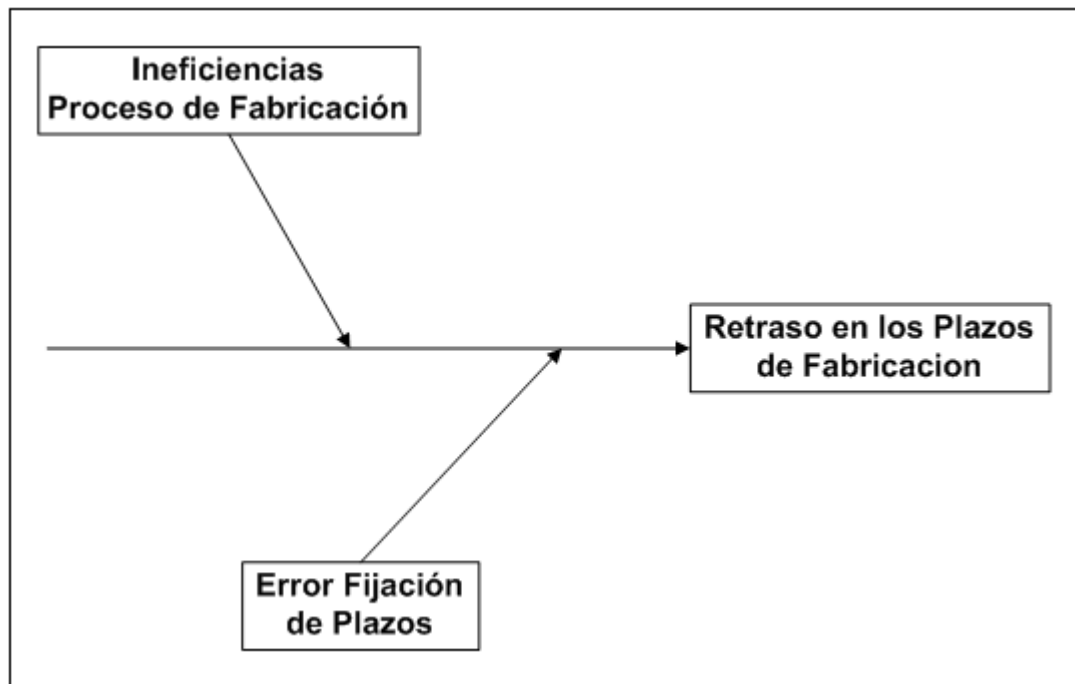 Ineficiencias
Proceso de Fabricación
Retraso en los Plazos
de Fabricacion
Error Fijación
de Plazos